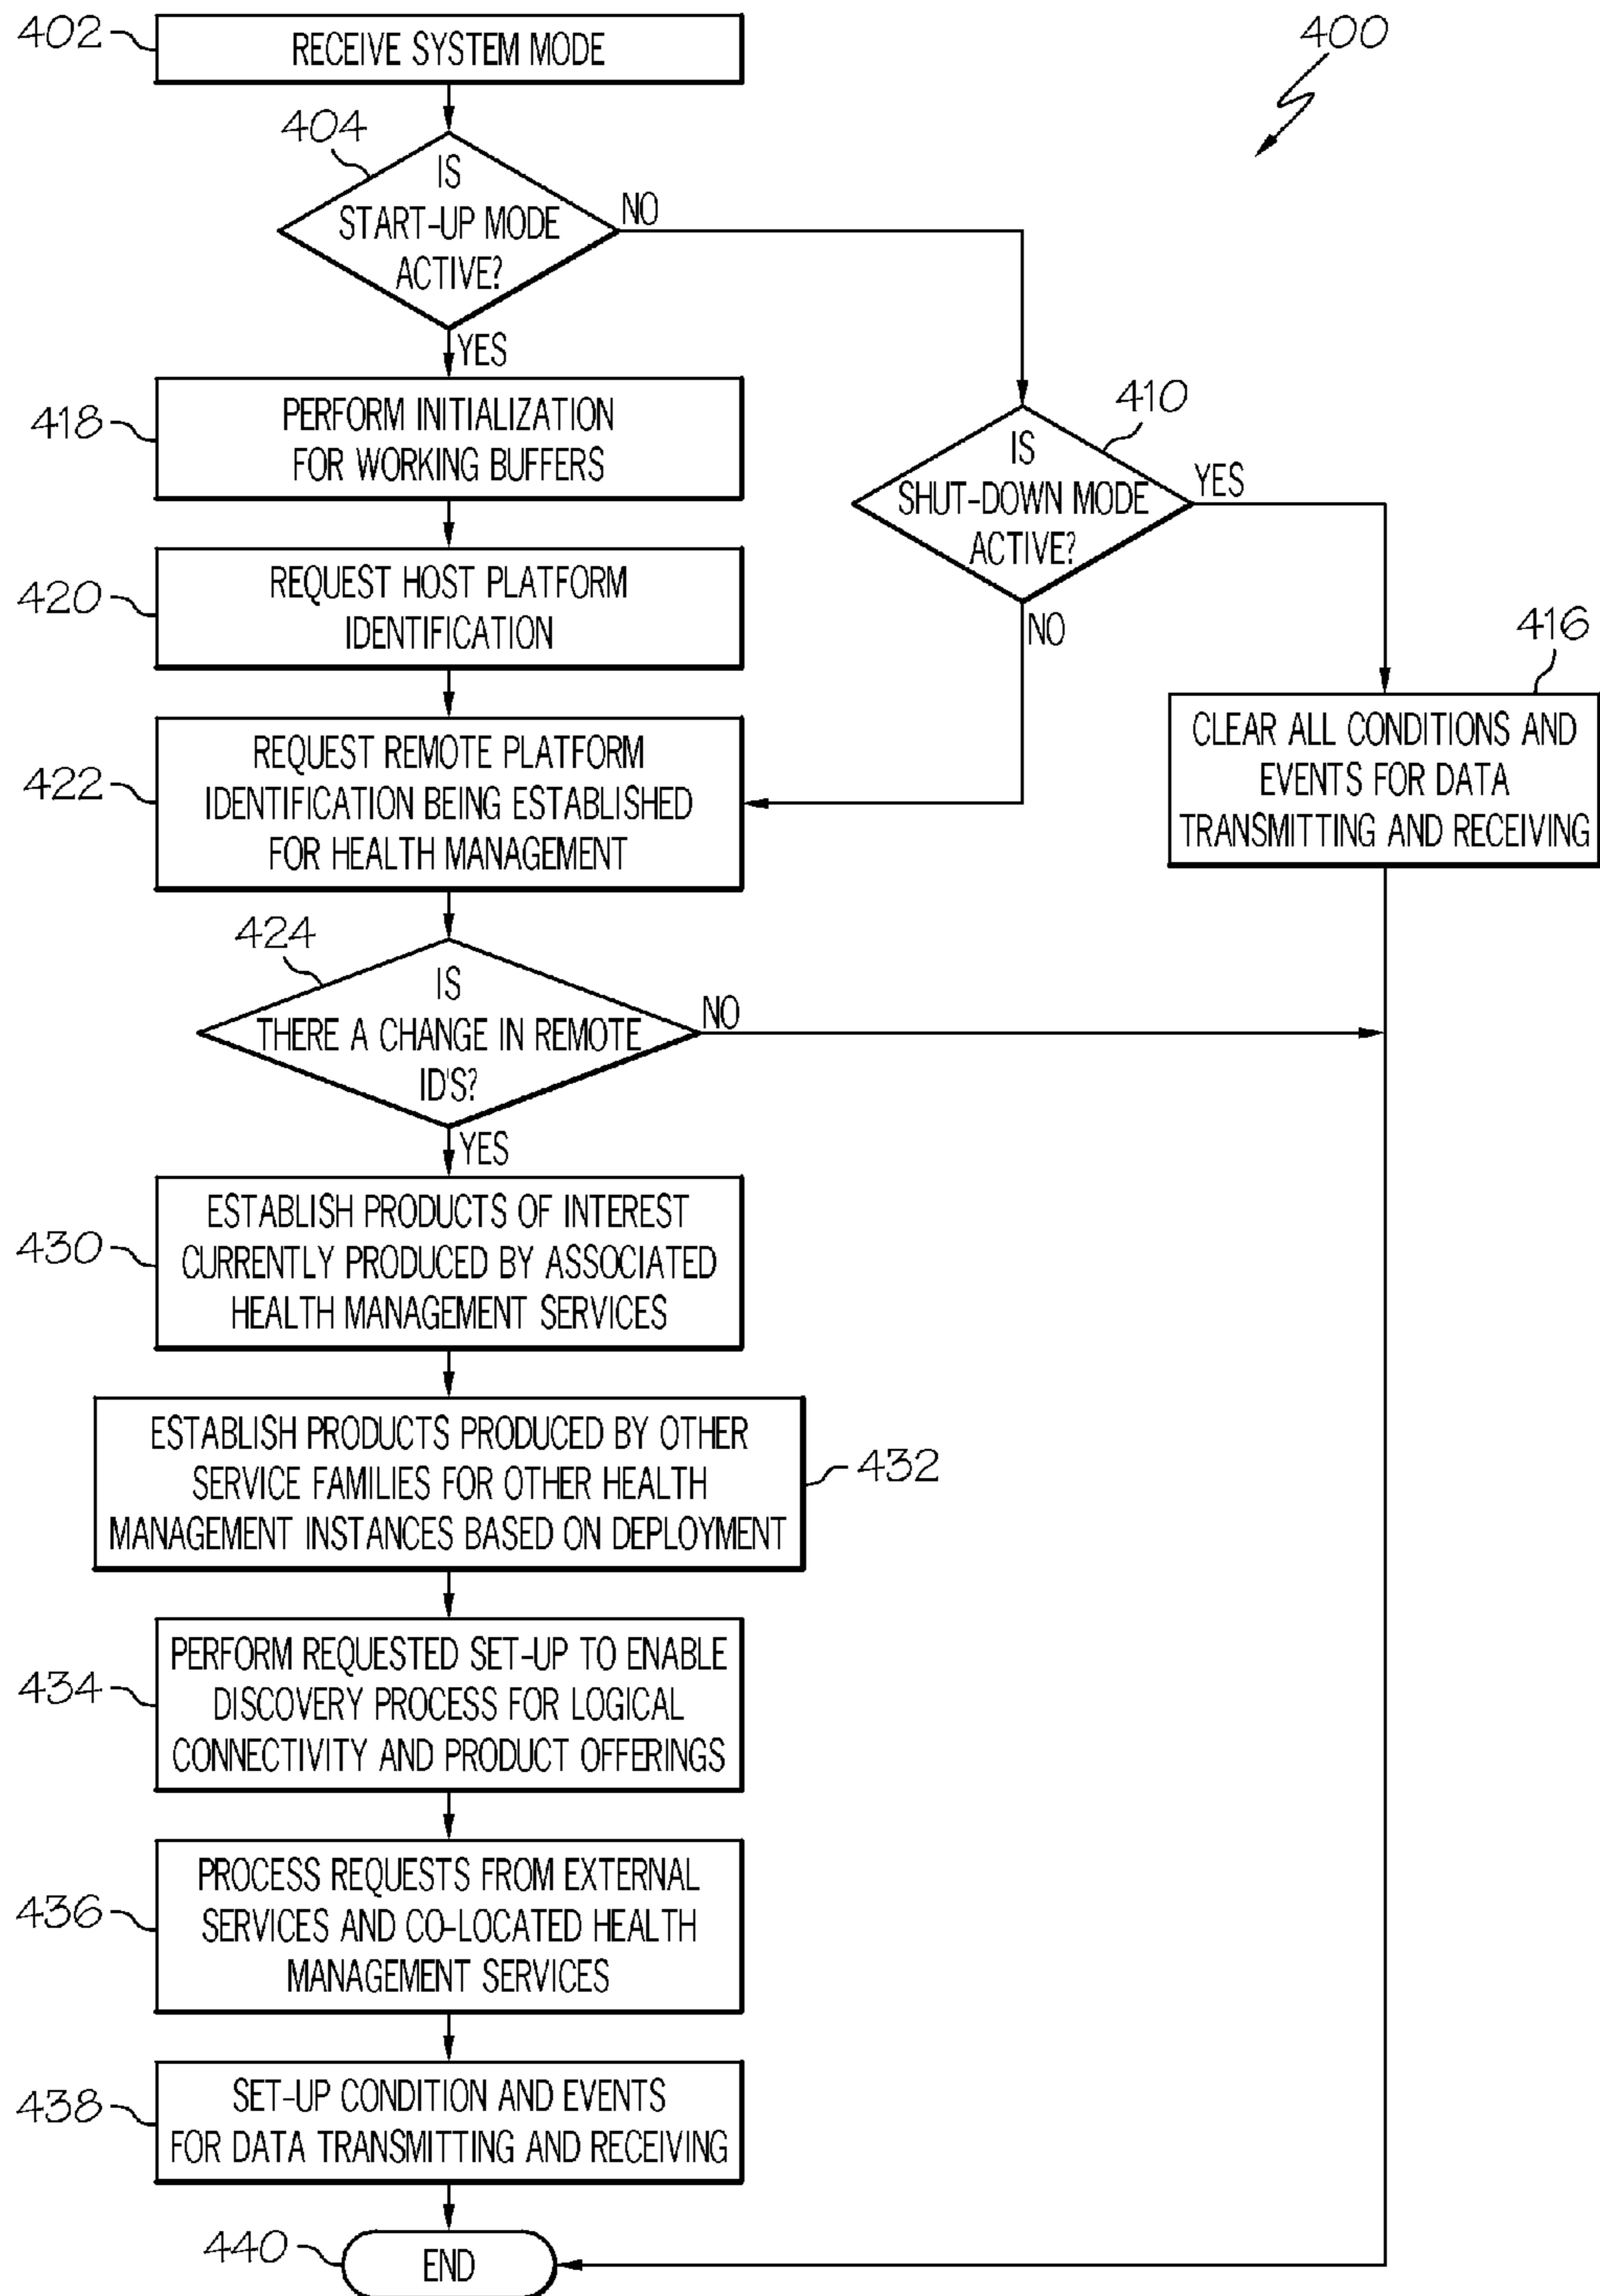 402
RECEIVE SYSTEM MODE
400
404
IS
START-UP MODE
ACTIVE?
NO
YES
418
PERFORM INITIALIZATION
FOR WORKING BUFFERS
410
IS
SHUT-DOWN MODE
ACTIVE?
YES
NO
420
REQUEST HOST PLATFORM
IDENTIFICATION
416
CLEAR ALL CONDITIONS AND
EVENTS FOR DATA
TRANSMITTING AND RECEIVING
422
REQUEST REMOTE PLATFORM
IDENTIFICATION BEING ESTABLISHED
FOR HEALTH MANAGEMENT
424
IS
THERE A CHANGE IN REMOTE
ID'S?
NO
YES
430
ESTABLISH PRODUCTS OF INTEREST
CURRENTLY PRODUCED BY ASSOCIATED
HEALTH MANAGEMENT SERVICES
ESTABLISH PRODUCTS PRODUCED BY OTHER
SERVICE FAMILIES FOR OTHER HEALTH
MANAGEMENT INSTANCES BASED ON DEPLOYMENT
432
434
PERFORM REQUESTED SET-UP TO ENABLE
DISCOVERY PROCESS FOR LOGICAL
CONNECTIVITY AND PRODUCT OFFERINGS
436
PROCESS REQUESTS FROM EXTERNAL
SERVICES AND CO-LOCATED HEALTH
MANAGEMENT SERVICES
438
SET-UP CONDITION AND EVENTS
FOR DATA TRANSMITTING AND RECEIVING
440
END